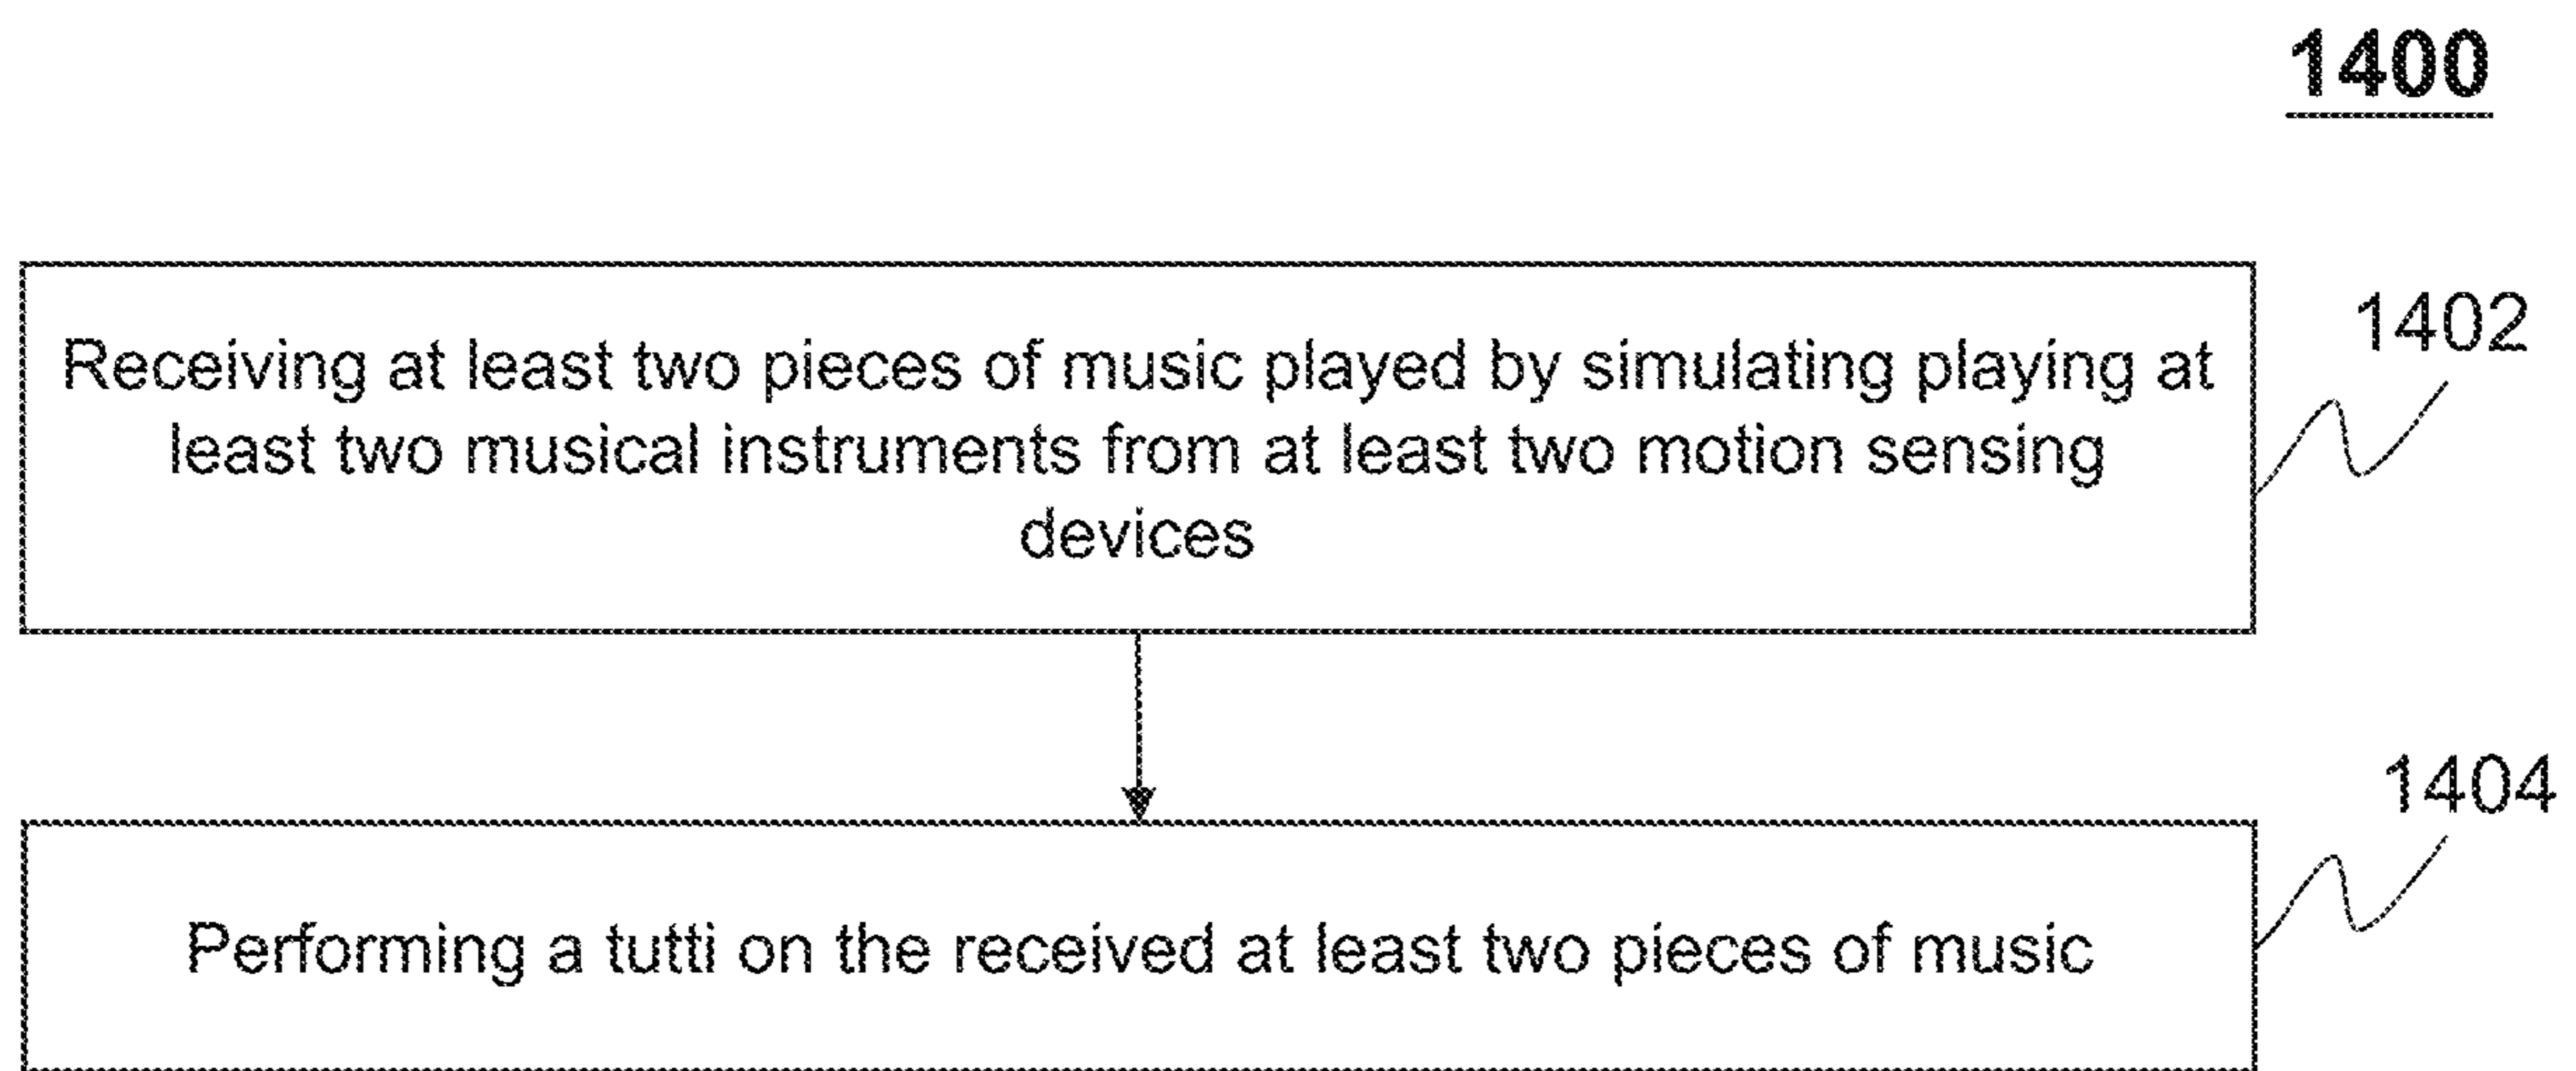 1400
Receiving at least two pieces of music played by simulating playing at
least two musical instruments from at least two motion sensing
devices
1402
Performing a tutti on the received at least two pieces of music
1404